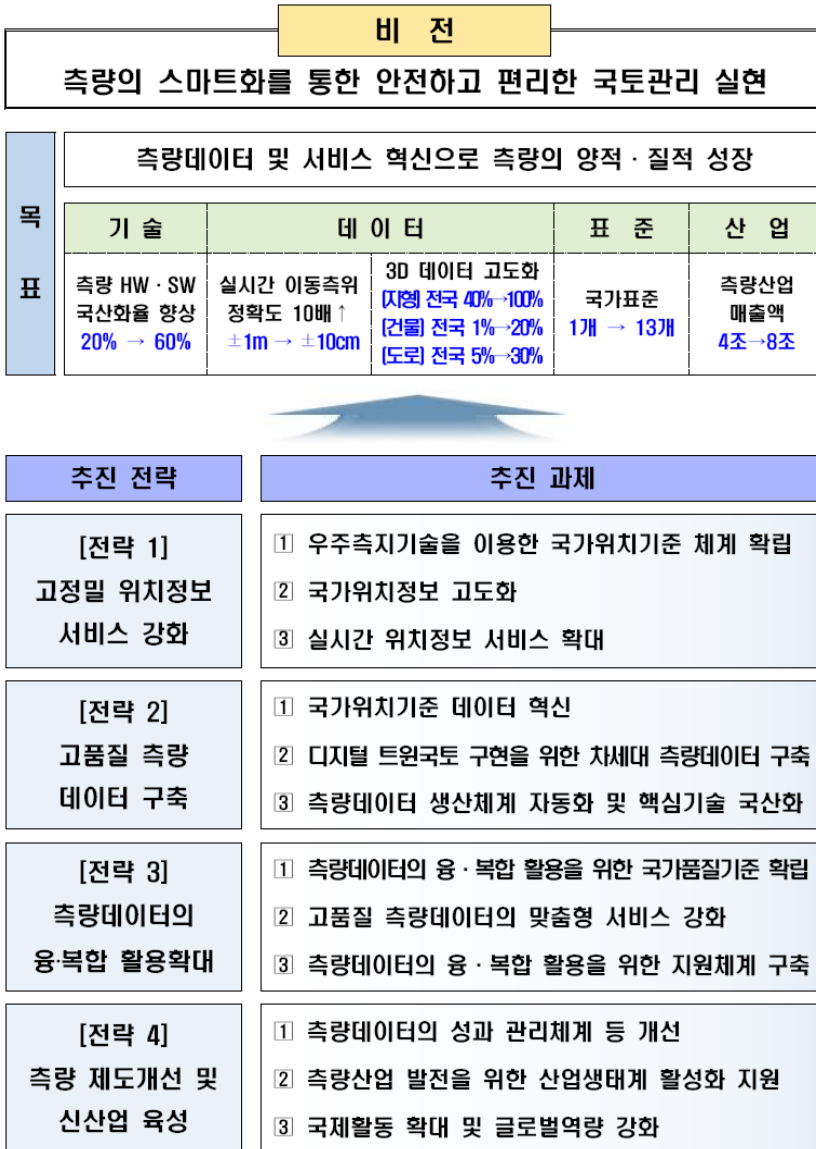 비 전
측량의 스마트화를 통한 안전하고 편리한 국토관리 실현
목 표
측량데이터 및 서비스 혁신으로 측량의 양적·질적 성장
기 술
데 이 터
표 준
산 업
측량 HW·SW
국산화율 향상
20% → 60%
실시간 이동측위
정확도 10배↑
±1m → ±10cm
3D 데이터 고도화
(지형) 전국 40%→100%
(건물) 전국 1%→20%
(도로) 전국 5%→30%
국가표준
1개 → 13개
측량산업
매출액
4조→8조
추진 전략
추진 과제
[전략 1]
고정밀 위치정보
서비스 강화
1 우주측지기술을 이용한 국가위치기준 체계 확립
2 국가위치정보 고도화
3 실시간 위치정보 서비스 확대
[전략 2]
고품질 측량
데이터 구축
1 국가위치기준 데이터 혁신
2 디지털 트윈국토 구현을 위한 차세대 측량데이터 구축
3 측량데이터 생산체계 자동화 및 핵심기술 국산화
[전략 3]
측량데이터의
융·복합 활용확대
1 측량데이터의 융·복합 활용을 위한 국가품질기준 확립
2 고품질 측량데이터의 맞춤형 서비스 강화
3 측량데이터의 융·복합 활용을 위한 지원체계 구축
[전략 4]
측량 제도개선 및
신산업 육성
1 측량데이터의 성과 관리체계 등 개선
2 측량산업 발전을 위한 산업생태계 활성화 지원
3 국제활동 확대 및 글로벌역량 강화